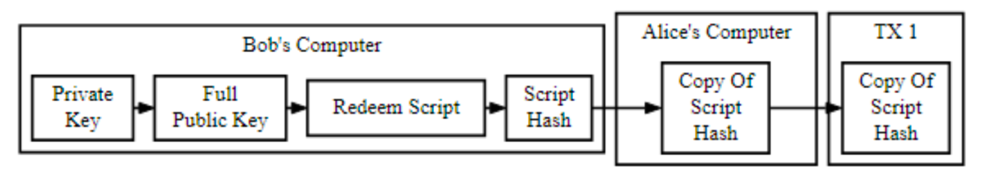 Bob's Computer
Private
Key
Full
Public Key
Redeem Script
Script
Hash
Alice's Computer
Copy Of
Script
Hash
TX 1
Copy Of
Script
Hash